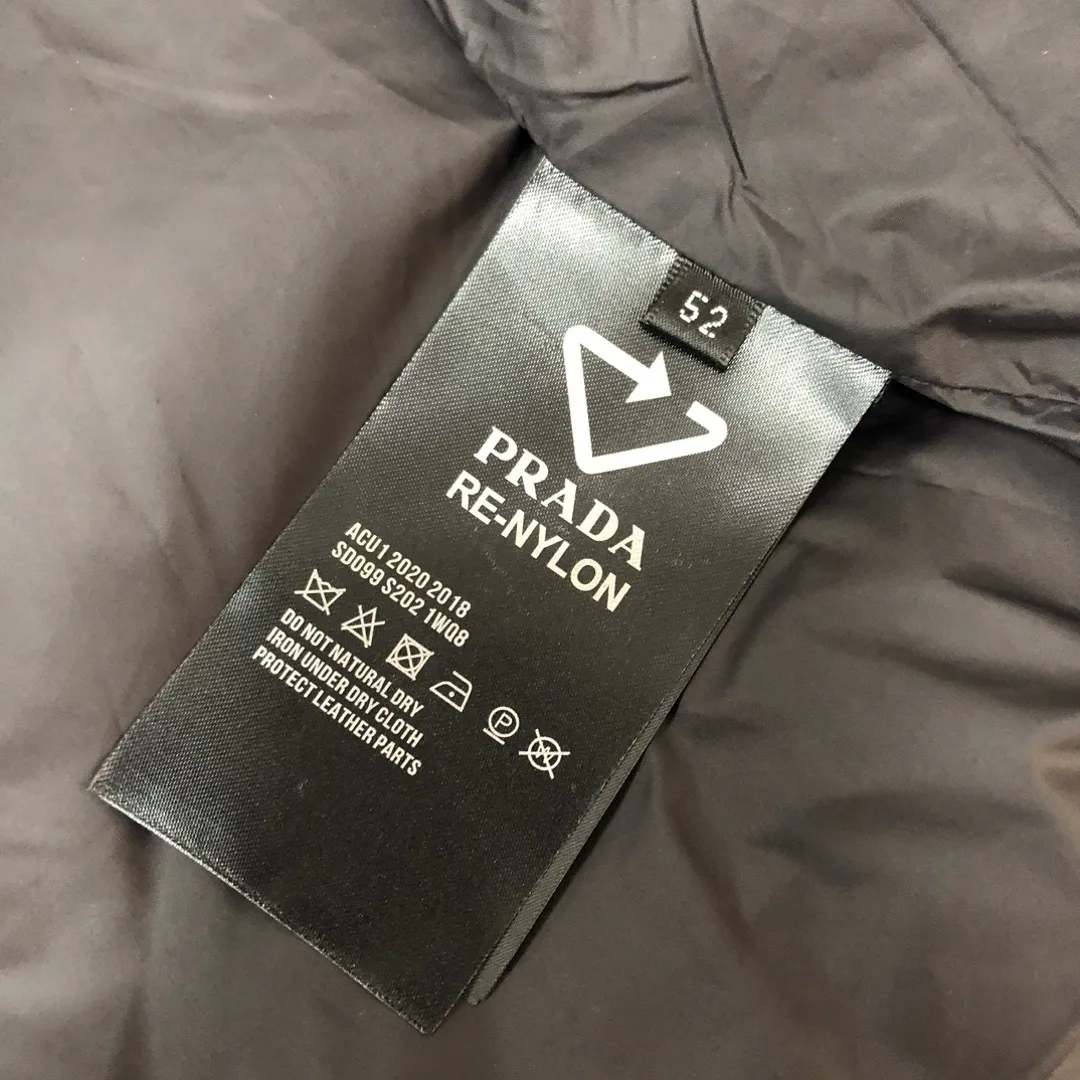 52
PRADA
RE-NYLON
ACU1 2020 2018
SD099 S202 1WQ8
P
W
DO NOT NATURAL DRY
IRON UNDER DRY CLOTH
PROTECT LEATHER PARTS